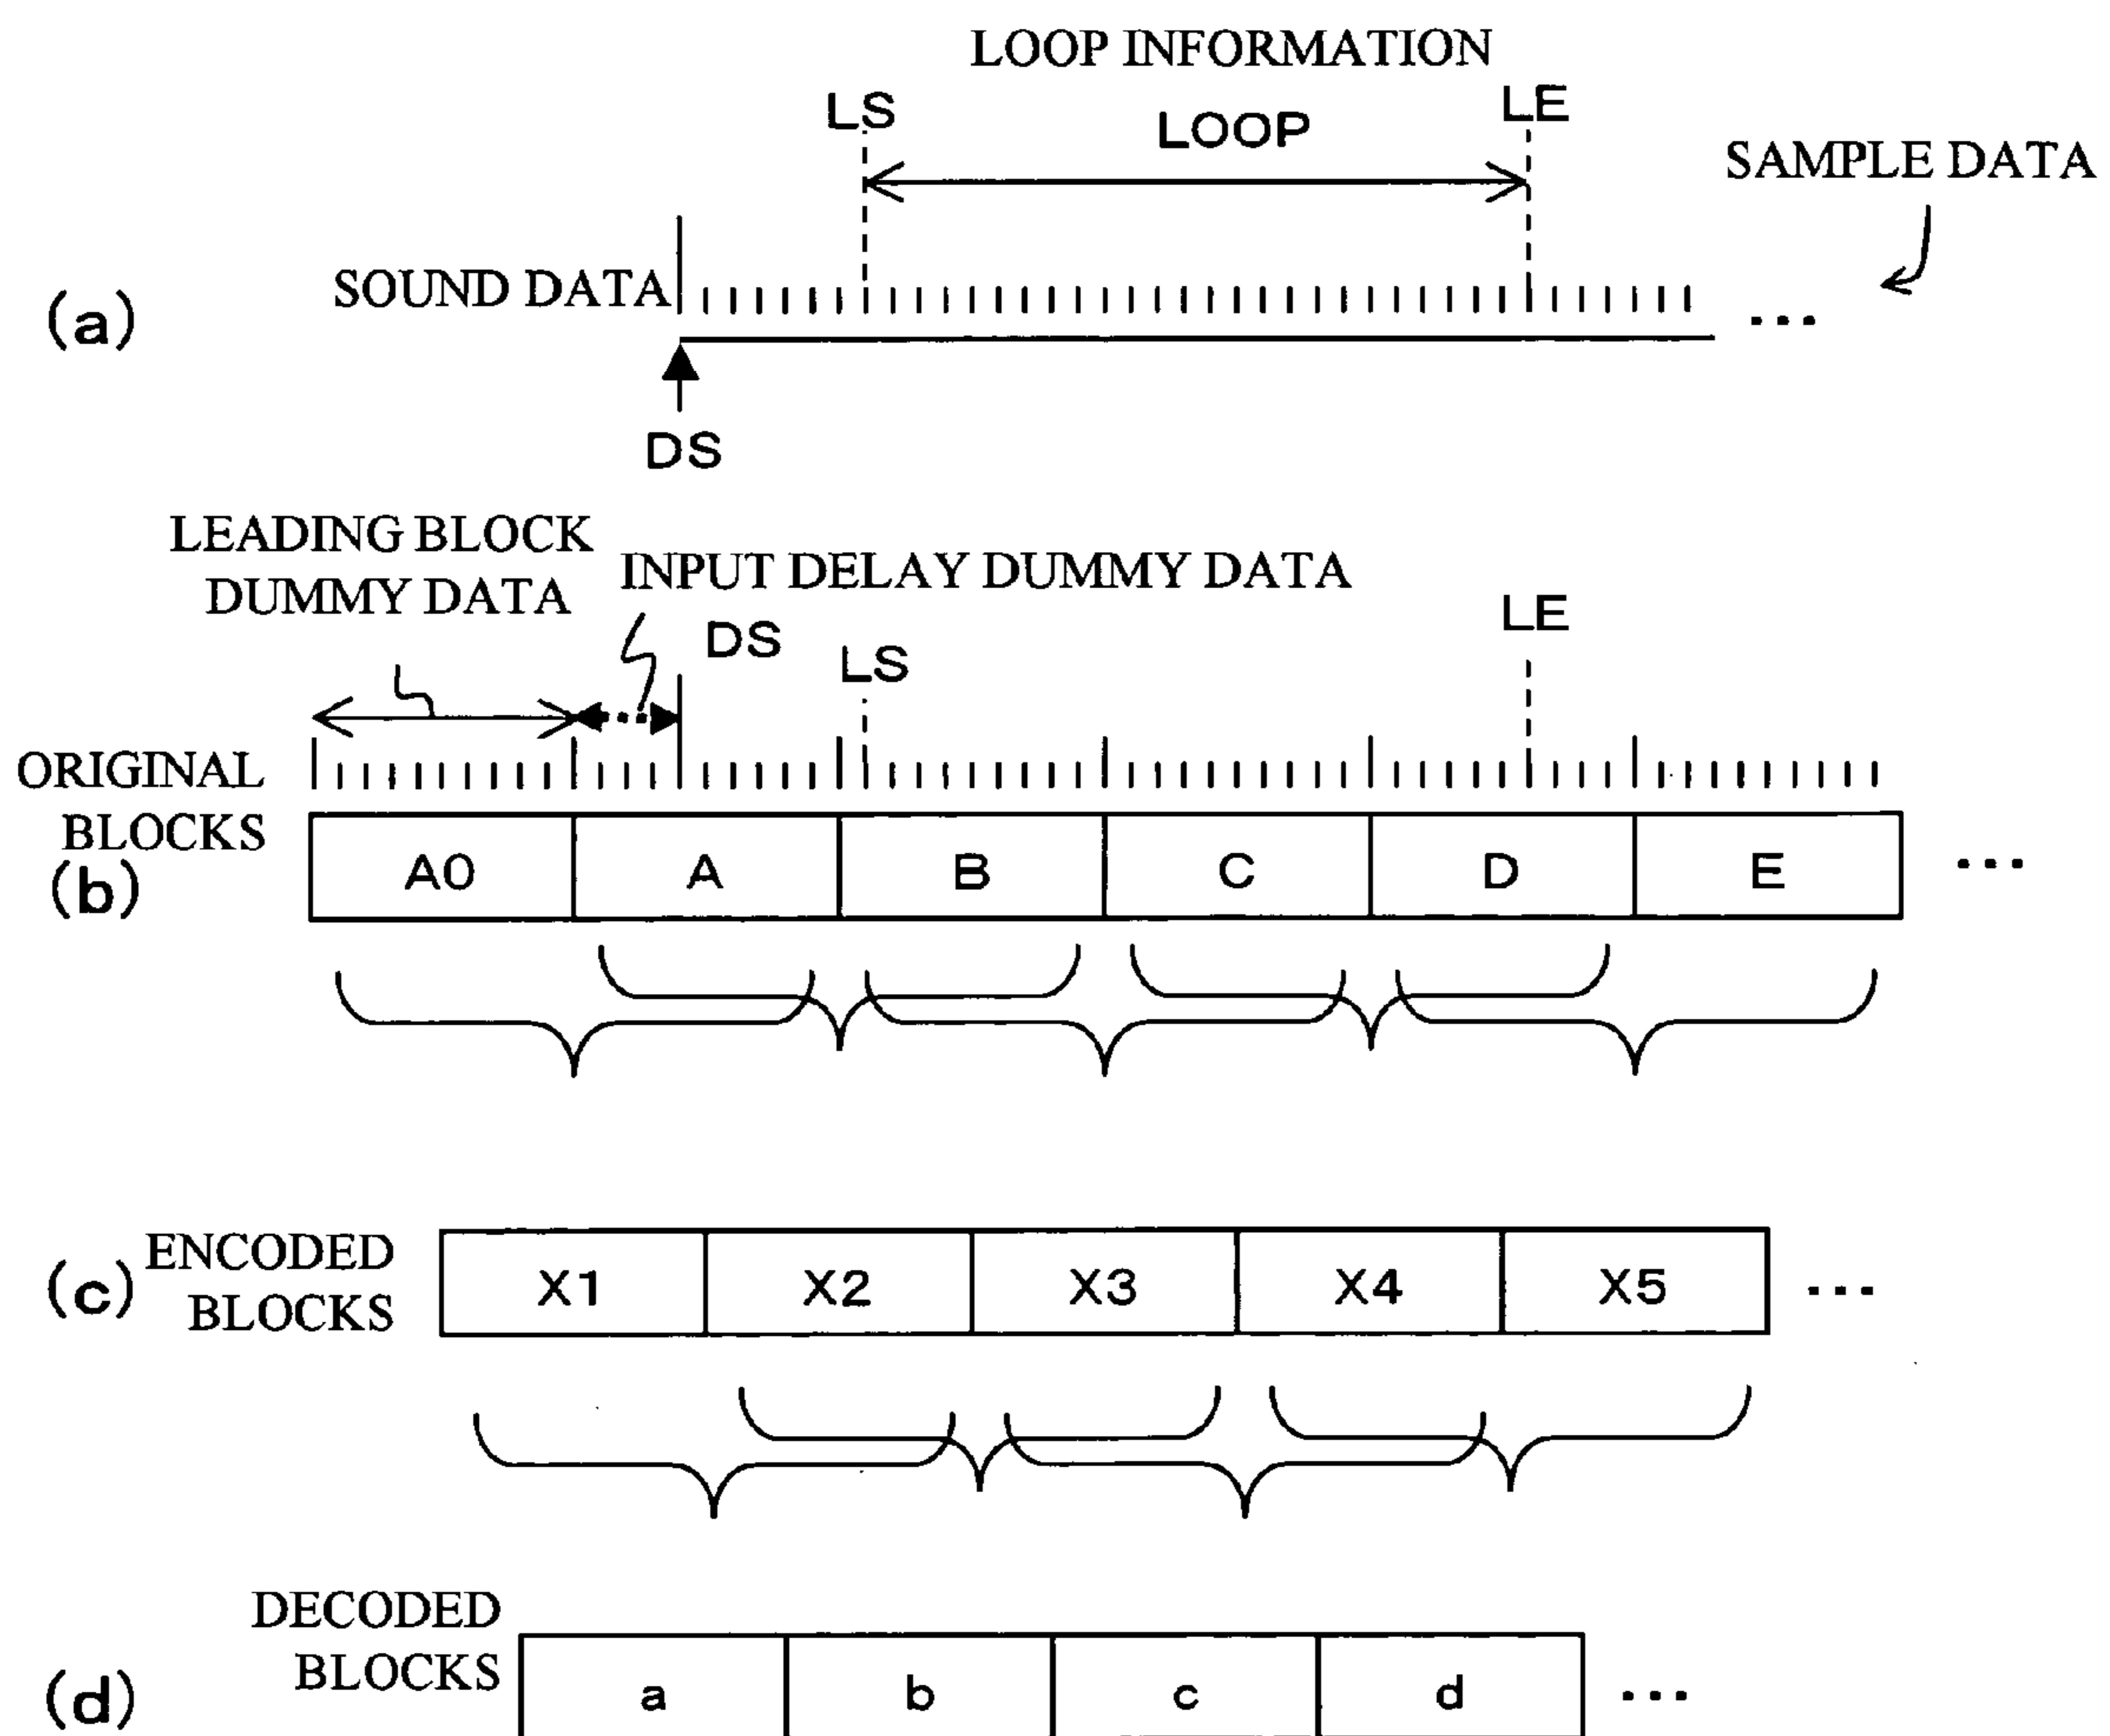 LOOP INFORMATION
LS
LOOP
LE
SAMPLE DATA
SOUND DATA
(a)
...
DS
LEADING BLOCK
DUMMY DATA
INPUT DELAY DUMMY DATA
DS
LS
LE
ORIGINAL
BLOCKS
(b)
A0 A B C D E ...
(c)
ENCODED
BLOCKS
X1 X2 X3 X4 X5 ...
DECODED
BLOCKS
(d)
a b c d ...